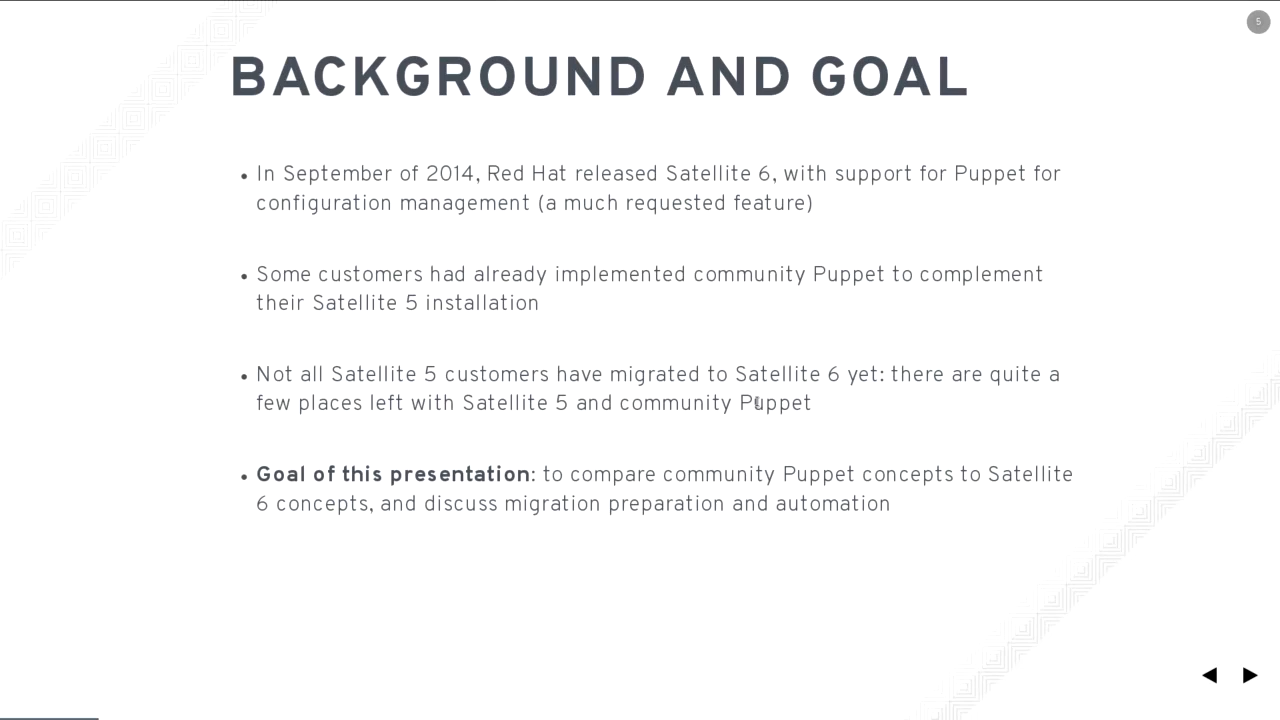 5
BACKGROUND AND GOAL
• In September of 2014, Red Hat released Satellite 6, with support for Puppet for
configuration management (a much requested feature)
• Some customers had already implemented community Puppet to complement
their Satellite 5 installation
• Not all Satellite 5 customers have migrated to Satellite 6 yet: there are quite a
few places left with Satellite 5 and community Puppet
• Goal of this presentation: to compare community Puppet concepts to Satellite
6 concepts, and discuss migration preparation and automation